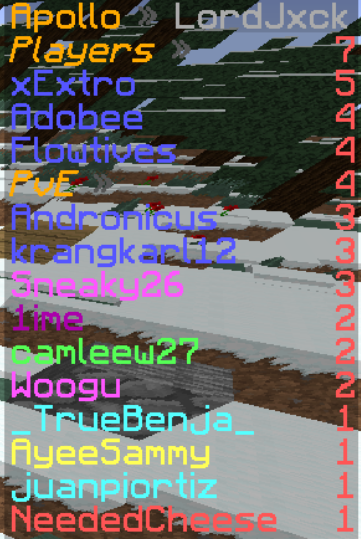 Apollo » LordJxck
Players » 7
xExtro 5
Adobee 4
Flowtives 4
PvE » 4
Andronicus 3
krangkarl12 3
Sneaky26 3
1ime 2
camleew27 2
Woogu 2
_TrueBenja_ 1
AyeeSammy 1
juanpiortiz 1
NeededCheese 1